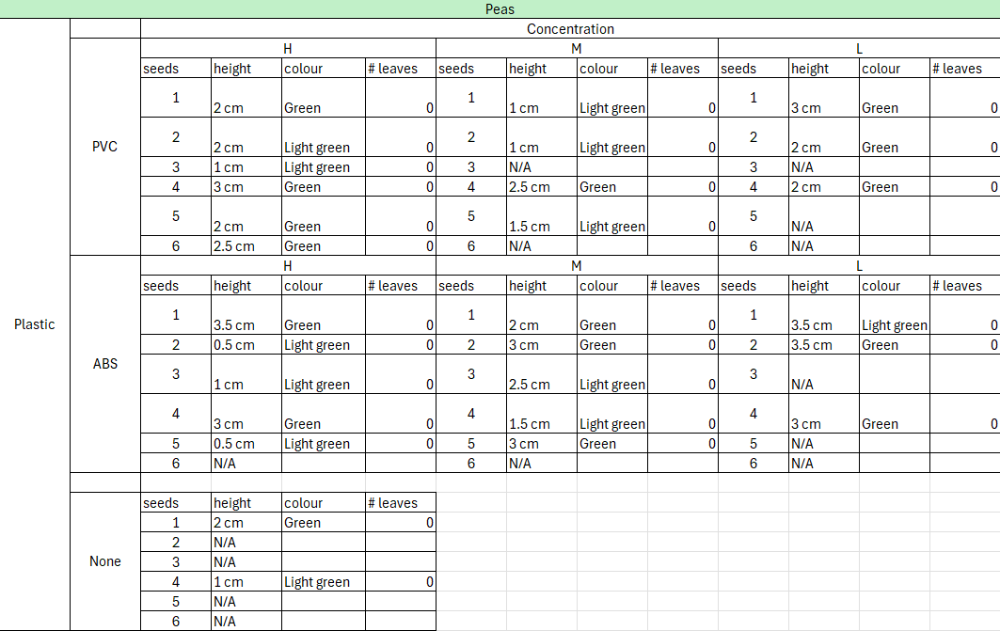 Peas
Concentration
H M L
seeds height colour # leaves seeds height colour # leaves seeds height colour # leaves
1 2 cm Green 0 1 1 cm Light green 0 1 3 cm Green 0
2 2 cm Light green 0 2 1 cm Light green 0 2 2 cm Green 0
PVC
3 1 cm Light green 0 3 N/A 3 N/A
4 3 cm Green 0 4 2.5 cm Green 0 4 2 cm Green 0
5 2 cm Green 0 5 1.5 cm Light green 0 5 N/A
6 2.5 cm Green 0 6 N/A 6 N/A
H M L
seeds height colour # leaves seeds height colour # leaves seeds height colour # leaves
Plastic
1 3.5 cm Green 0 1 2 cm Green 0 1 3.5 cm Light green 0
2 0.5 cm Light green 0 2 3 cm Green 0 2 3.5 cm Green 0
ABS
3 1 cm Light green 0 3 2.5 cm Light green 0 3 N/A
4 3 cm Green 0 4 1.5 cm Light green 0 4 3 cm Green 0
5 0.5 cm Light green 0 5 3 cm Green 0 5 N/A
6 N/A 6 N/A 6 N/A
seeds height colour # leaves
1 2 cm Green 0
2 N/A
None
3 N/A
4 1 cm Light green 0
5 N/A
6 N/A